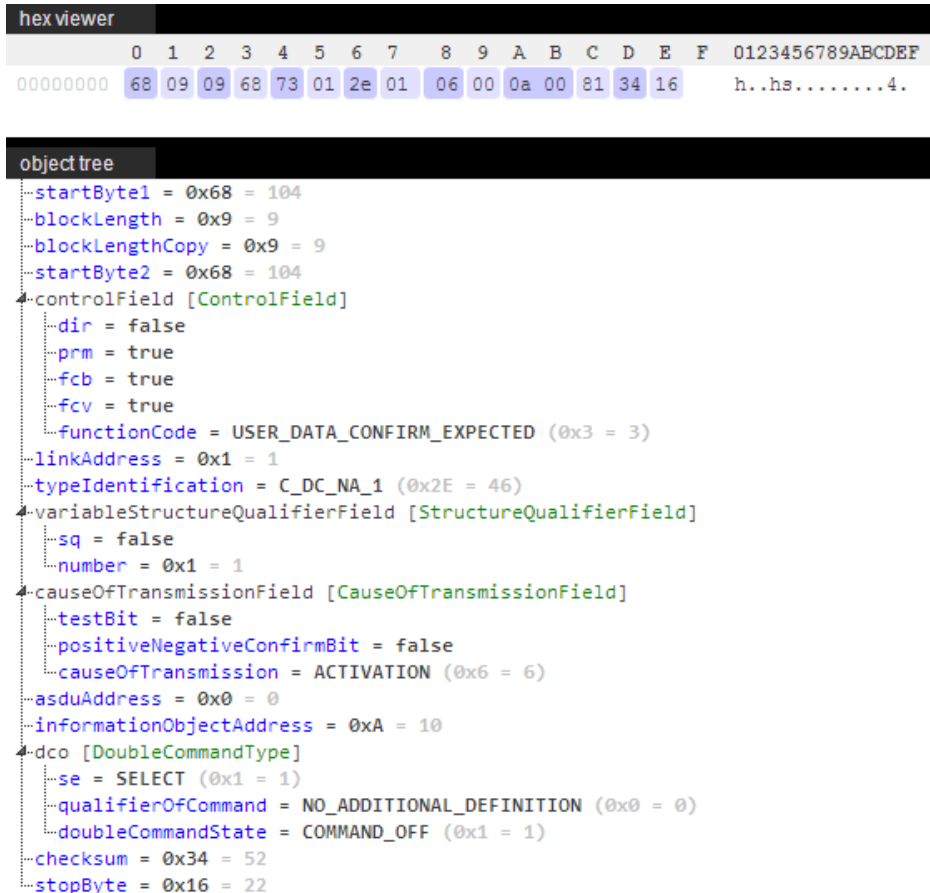 hex viewer
0 1 2 3 4 5 6 7 8 9 A B C D E F 0123456789ABCDEF
00000000 68 09 09 68 73 01 2e 01 06 00 0a 00 81 34 16 h..hs........4.
object tree
startByte1 = 0x68 = 104
blockLength = 0x9 = 9
blockLengthCopy = 0x9 = 9
startByte2 = 0x68 = 104
controlField [ControlField]
dir = false
prm = true
fcb = true
fcv = true
functionCode = USER_DATA_CONFIRM_EXPECTED (0x3 = 3)
linkAddress = 0x1 = 1
typeIdentification = C_DC_NA_1 (0x2E = 46)
variableStructureQualifierField [StructureQualifierField]
sq = false
number = 0x1 = 1
causeOfTransmissionField [CauseOfTransmissionField]
testBit = false
positiveNegativeConfirmBit = false
causeOfTransmission = ACTIVATION (0x6 = 6)
asduAddress = 0x0 = 0
informationObjectAddress = 0xA = 10
dco [DoubleCommandType]
se = SELECT (0x1 = 1)
qualifierOfCommand = NO_ADDITIONAL_DEFINITION (0x0 = 0)
doubleCommandState = COMMAND_OFF (0x1 = 1)
checksum = 0x34 = 52
stopByte = 0x16 = 22